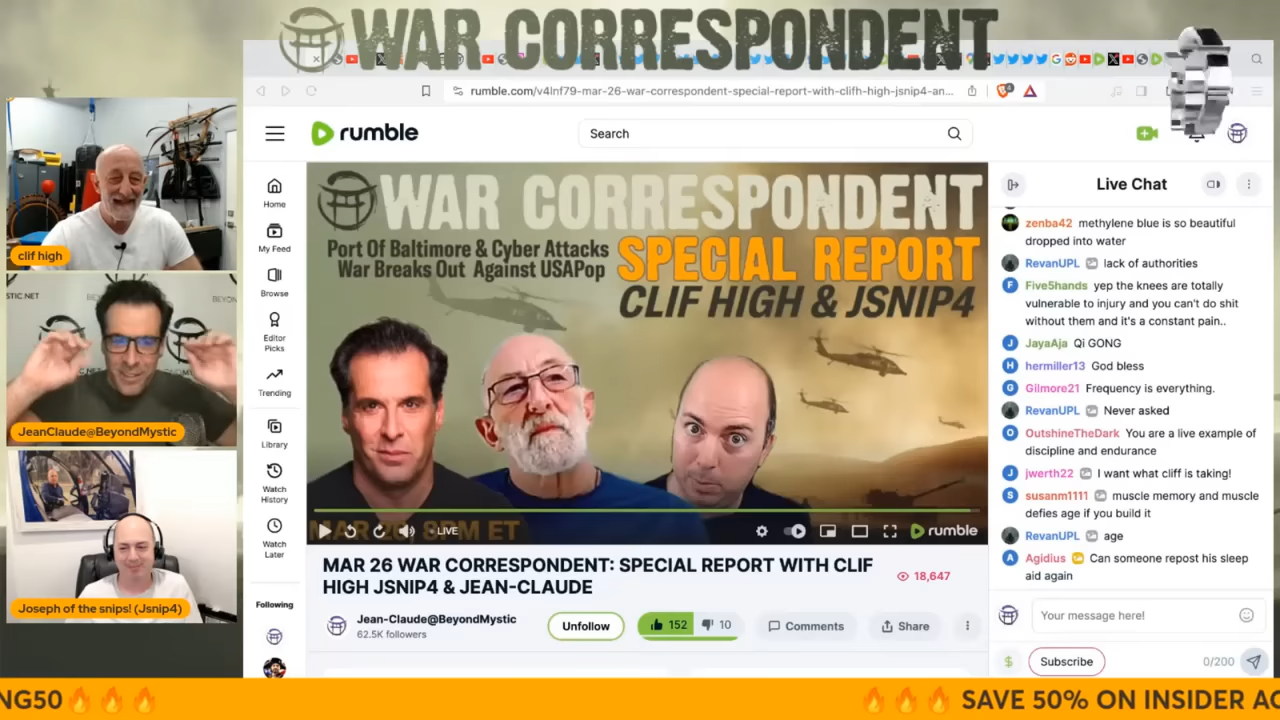 WAR CORRESPONDENT
rumble.com/v4lnf79-mar-26-war-correspondent-special-report-with-clifh-high-jsnip4-an...
rumble
Search
clif high
JeanClaude@BeyondMystic
Joseph of the snips! (Jsnip4)
Home
My Feed
Browse
Editor
Picks
Trending
Library
Watch
History
Watch
Later
Following
WAR CORRESPONDENT
Port Of Baltimore & Cyber Attacks
War Breaks Out Against USAPop
SPECIAL REPORT
CLIF HIGH & JSNIP4
LIVE
rumble
MAR 26 WAR CORRESPONDENT: SPECIAL REPORT WITH CLIF
HIGH JSNIP4 & JEAN-CLAUDE
18,647
Jean-Claude@BeyondMystic
62.5K followers
Unfollow
152
10
Comments
Share
Live Chat
zenba42 methylene blue is so beautiful
dropped into water
RevanUPL lack of authorities
Five5hands yep the knees are totally
vulnerable to injury and you can't do shit
without them and it's a constant pain..
JayaAja Qi GONG
hermiller13 God bless
Gilmore21 Frequency is everything.
RevanUPL Never asked
OutshineTheDark You are a live example of
discipline and endurance
jwerth22 I want what cliff is taking!
susanm1111 muscle memory and muscle
defies age if you build it
RevanUPL age
Agidius Can someone repost his sleep
aid again
Your message here!
Subscribe
0/200
NG50🔥🔥🔥 🔥🔥🔥 SAVE 50% ON INSIDER AC